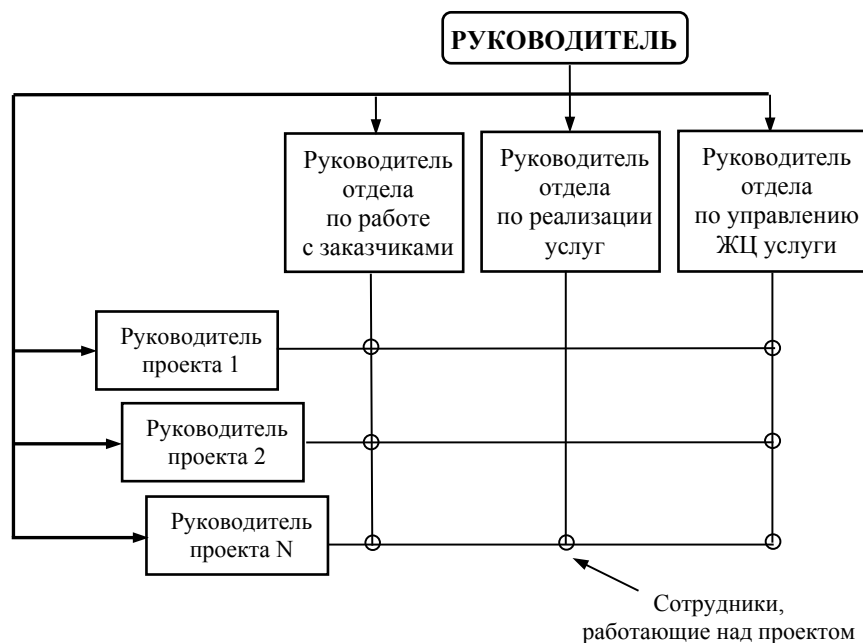 РУКОВОДИТЕЛЬ
Руководитель
отдела
по работе
с заказчиками
Руководитель
отдела
по реализации
услуг
Руководитель
отдела
по управлению
ЖЦ услуги
Руководитель
проекта 1
Руководитель
проекта 2
Руководитель
проекта N
Сотрудники,
работающие над проектом